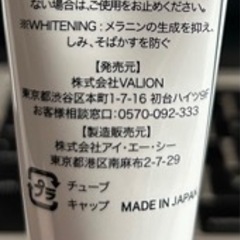 ない場合は、ご使用をお止めください。
※WHITENING:メラニンの生成を抑え、
しみ、そばかすを防ぐ
【発売元】
株式会社VALION
東京都渋谷区本町1-7-16 初台ハイツ9F
お客様相談窓口:0570-092-333
【製造販売元】
株式会社アイ・エー・シー
東京都港区南麻布2-7-29
プラ
チューブ
キャップ MADE IN JAPAN